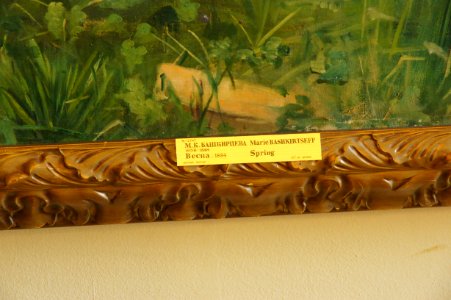 М.К.БАШКИРЦЕВА Marie BASHKIRTSEFF
Весна 1884 Spring